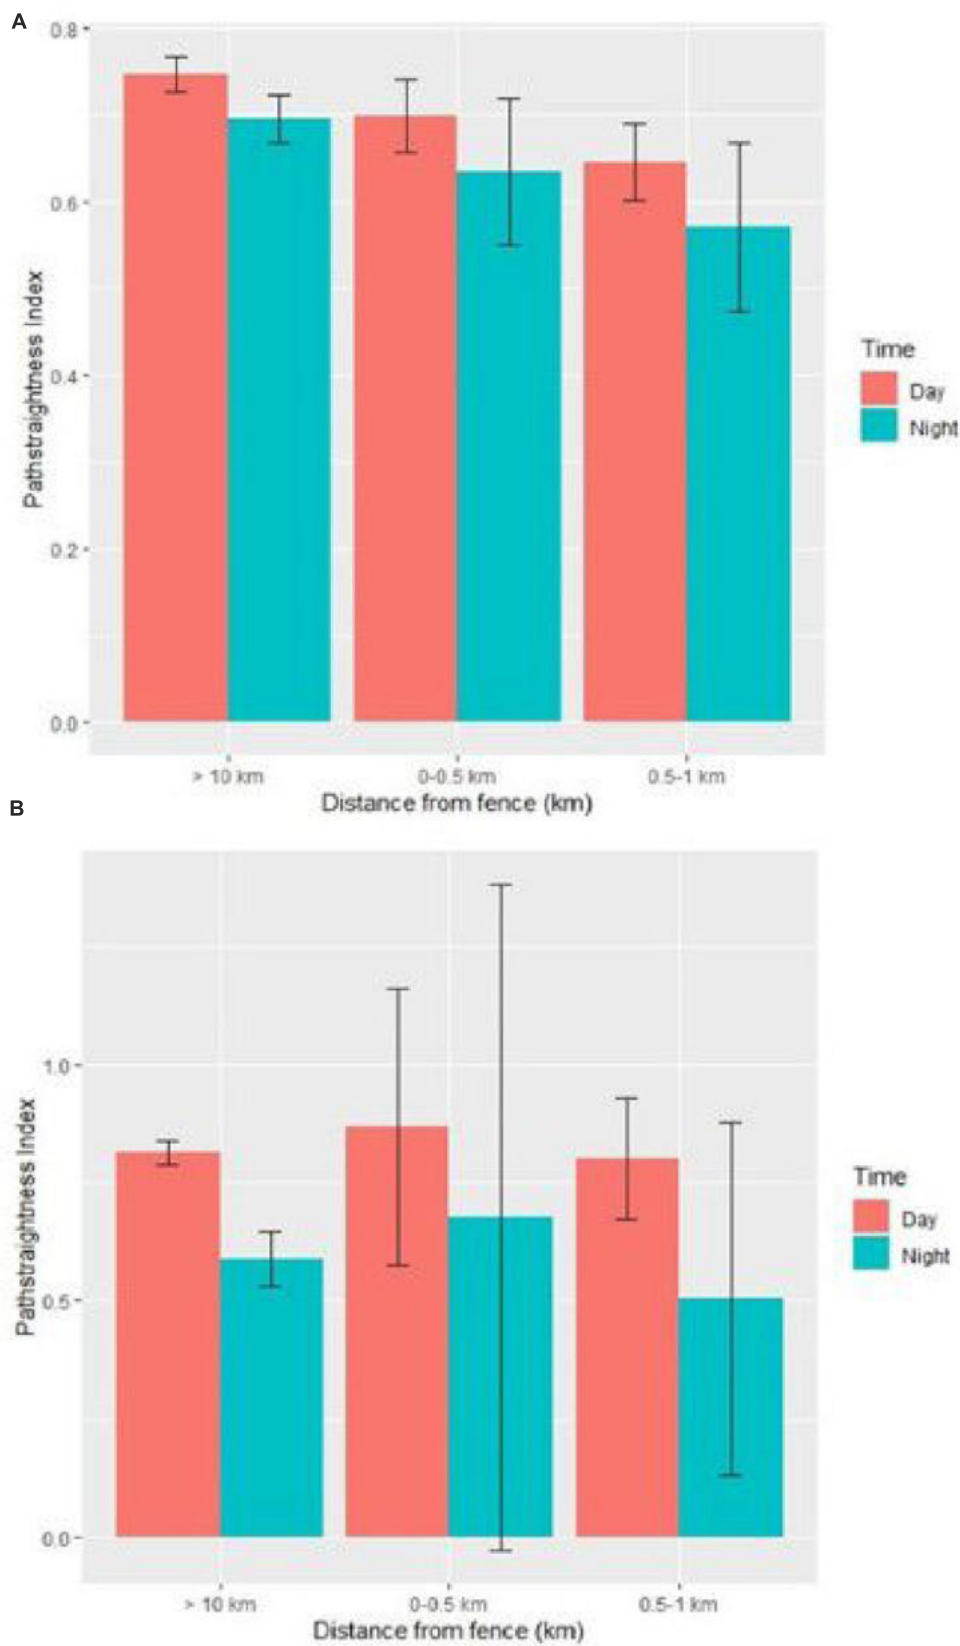 A
0.8
0.6
0.4
0.2
0.0
Pathstraightness Index
> 10 km
0-0.5 km
0.5-1 km
Distance from fence (km)
Time
Day
Night
B
1.0
0.5
0.0
Pathstraightness Index
> 10 km
0-0.5 km
0.5-1 km
Distance from fence (km)
Time
Day
Night